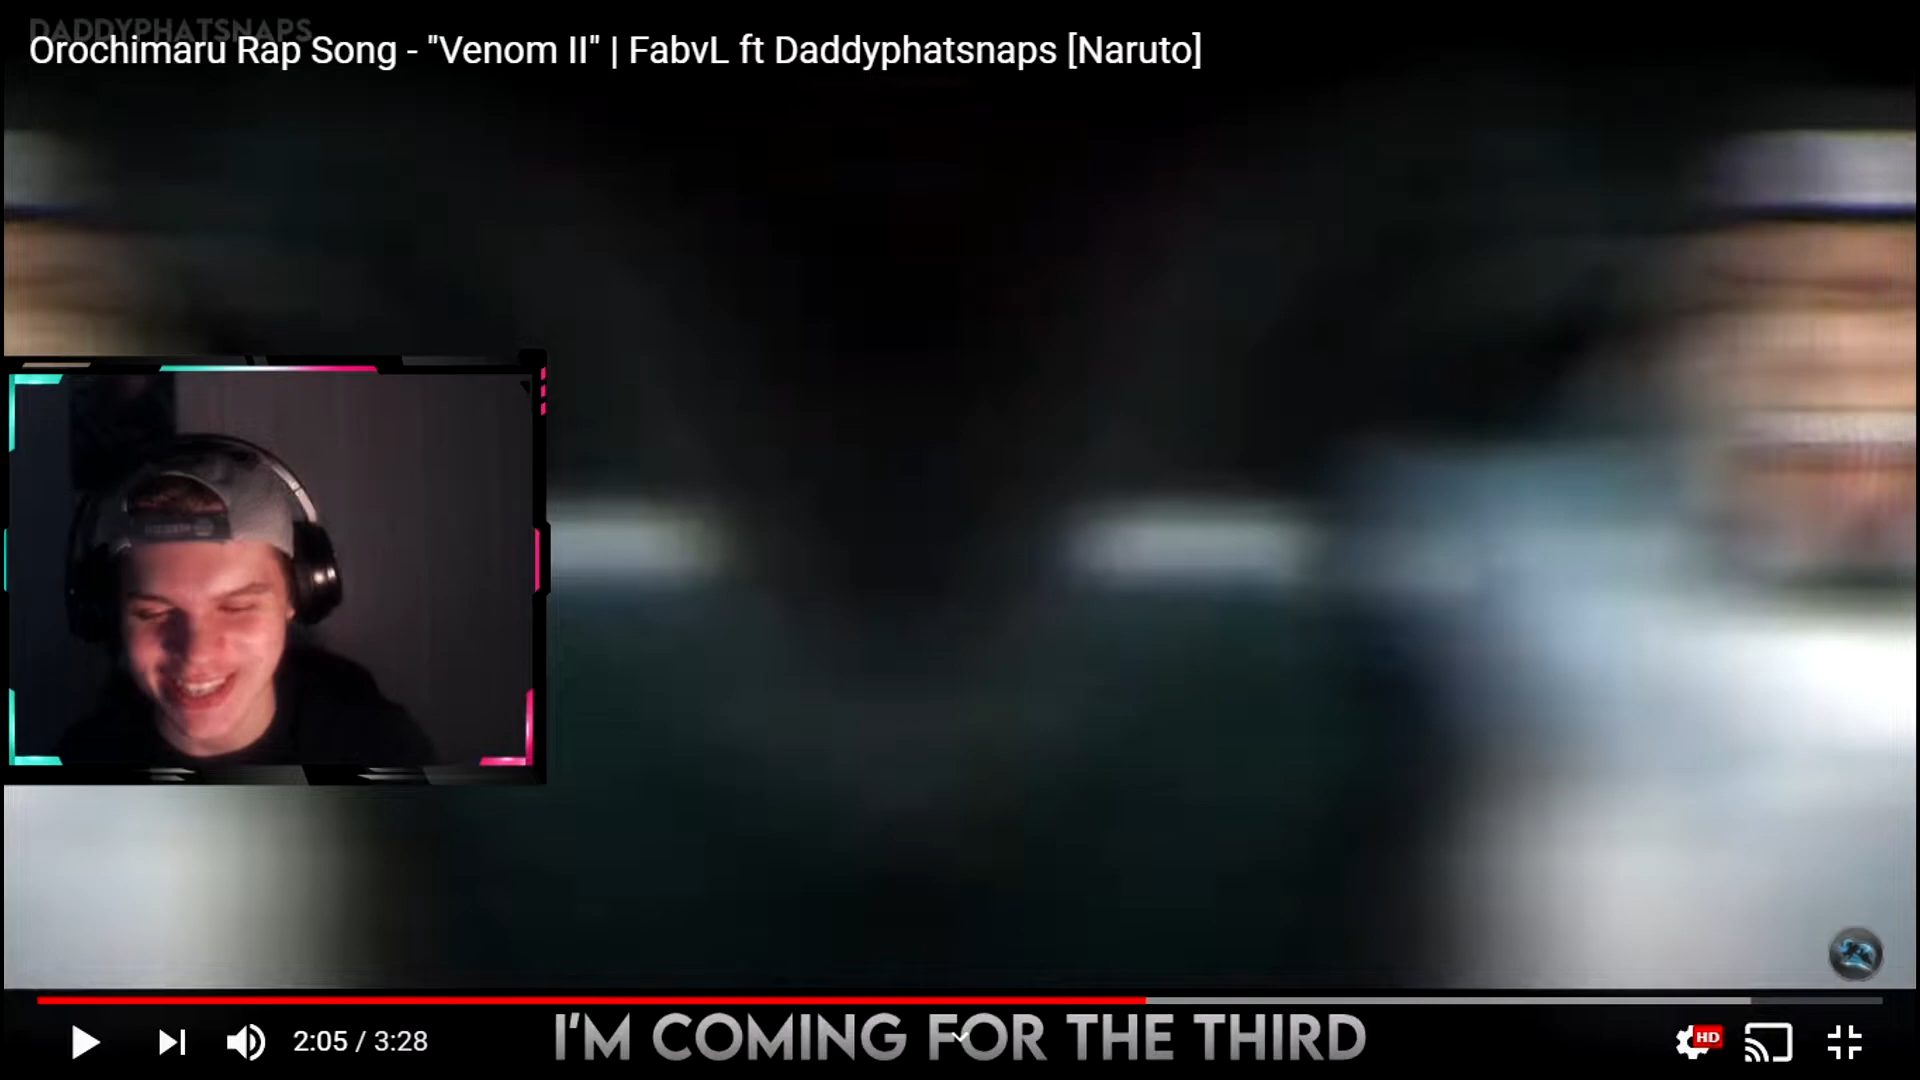 DADDYPHATSNAPS
Orochimaru Rap Song - "Venom II" | FabvL ft Daddyphatsnaps [Naruto]
2:05 / 3:28
I'M COMING FOR THE THIRD
HD